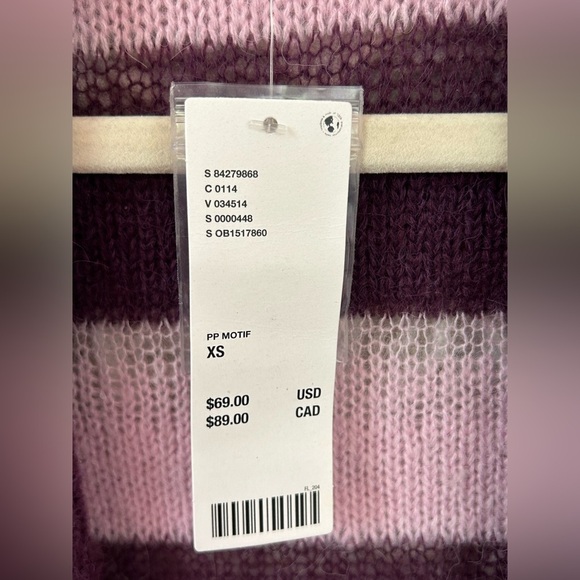 S 84279868
C 0114
V 034514
S 0000448
S OB1517860
PP MOTIF
XS
$69.00 USD
$89.00 CAD